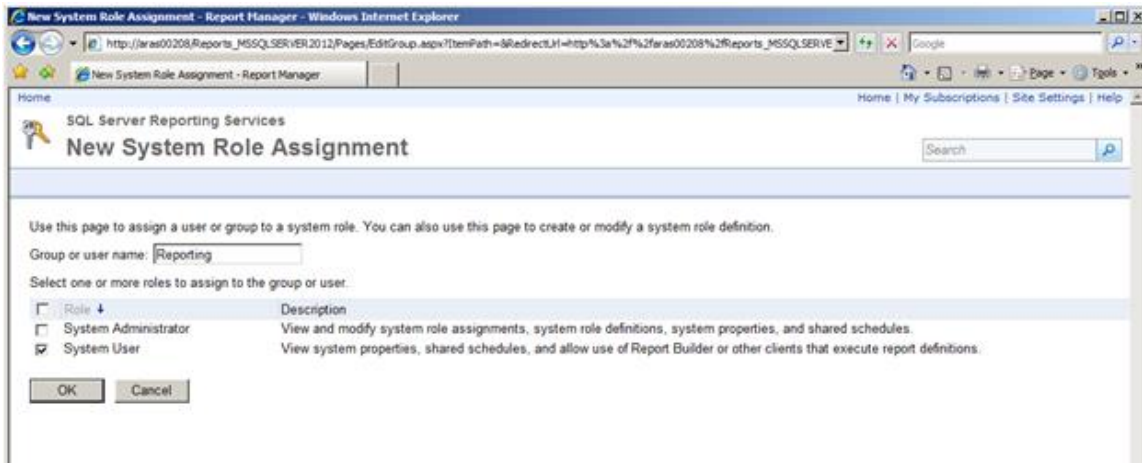 New System Role Assignment - Report Manager - Windows Internet Explorer
http://aras00208/Reports_MSSQLSERVER2012/Pages/EditGroup.aspx?ItemPath=&RedirectUrl=http%3a%2f%2faras00208%2fReports_MSSQLSERVE
Google
New System Role Assignment - Report Manager
Page Tools
Home
Home | My Subscriptions | Site Settings | Help
SQL Server Reporting Services
New System Role Assignment
Search
Use this page to assign a user or group to a system role. You can also use this page to create or modify a system role definition.
Group or user name: Reporting
Select one or more roles to assign to the group or user.
Role Description
System Administrator View and modify system role assignments, system role definitions, system properties, and shared schedules.
System User View system properties, shared schedules, and allow use of Report Builder or other clients that execute report definitions.
OK Cancel